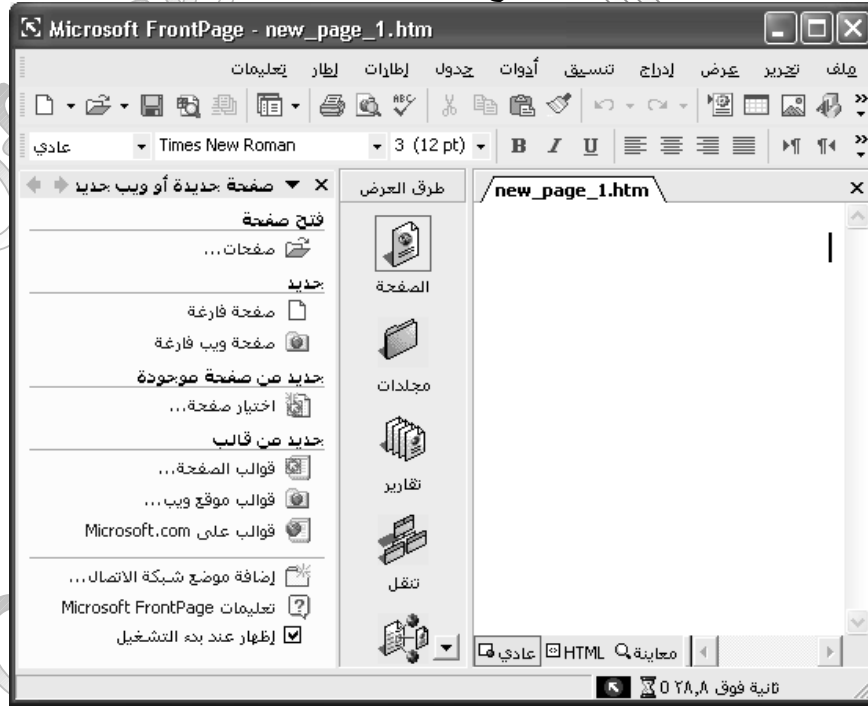 Microsoft FrontPage - new_page_1.htm
ملف تحرير عرض إدراج تنسيق أدوات جدول إطارات إطار تعليمات
عادي Times New Roman 3 (12 pt) B I U
new_page_1.htm
طرق العرض
الصفحة
مجلدات
تقارير
تنقل
صفحة جديدة أو ويب جديد
فتح صفحة
صفحات...
جديد
صفحة فارغة
صفحة ويب فارغة
جديد من صفحة موجودة
اختيار صفحة...
جديد من قالب
قوالب الصفحة...
قوالب موقع ويب...
قوالب على Microsoft.com
إضافة موضع شبكة الاتصال...
تعليمات Microsoft FrontPage
إظهار عند بدء التشغيل
عادي HTML معاينة
ثانية فوق ٢٨,٨ 0